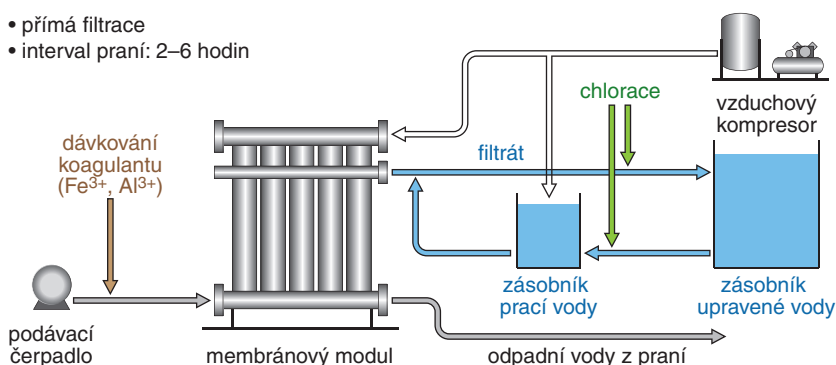 • přímá filtrace
• interval praní: 2–6 hodin
chlorace
vzduchový
kompresor
dávkování
koagulantu
(Fe³⁺, Al³⁺)
filtrát
zásobník
prací vody
zásobník
upravené vody
podávací
čerpadlo
membránový modul
odpadní vody z praní